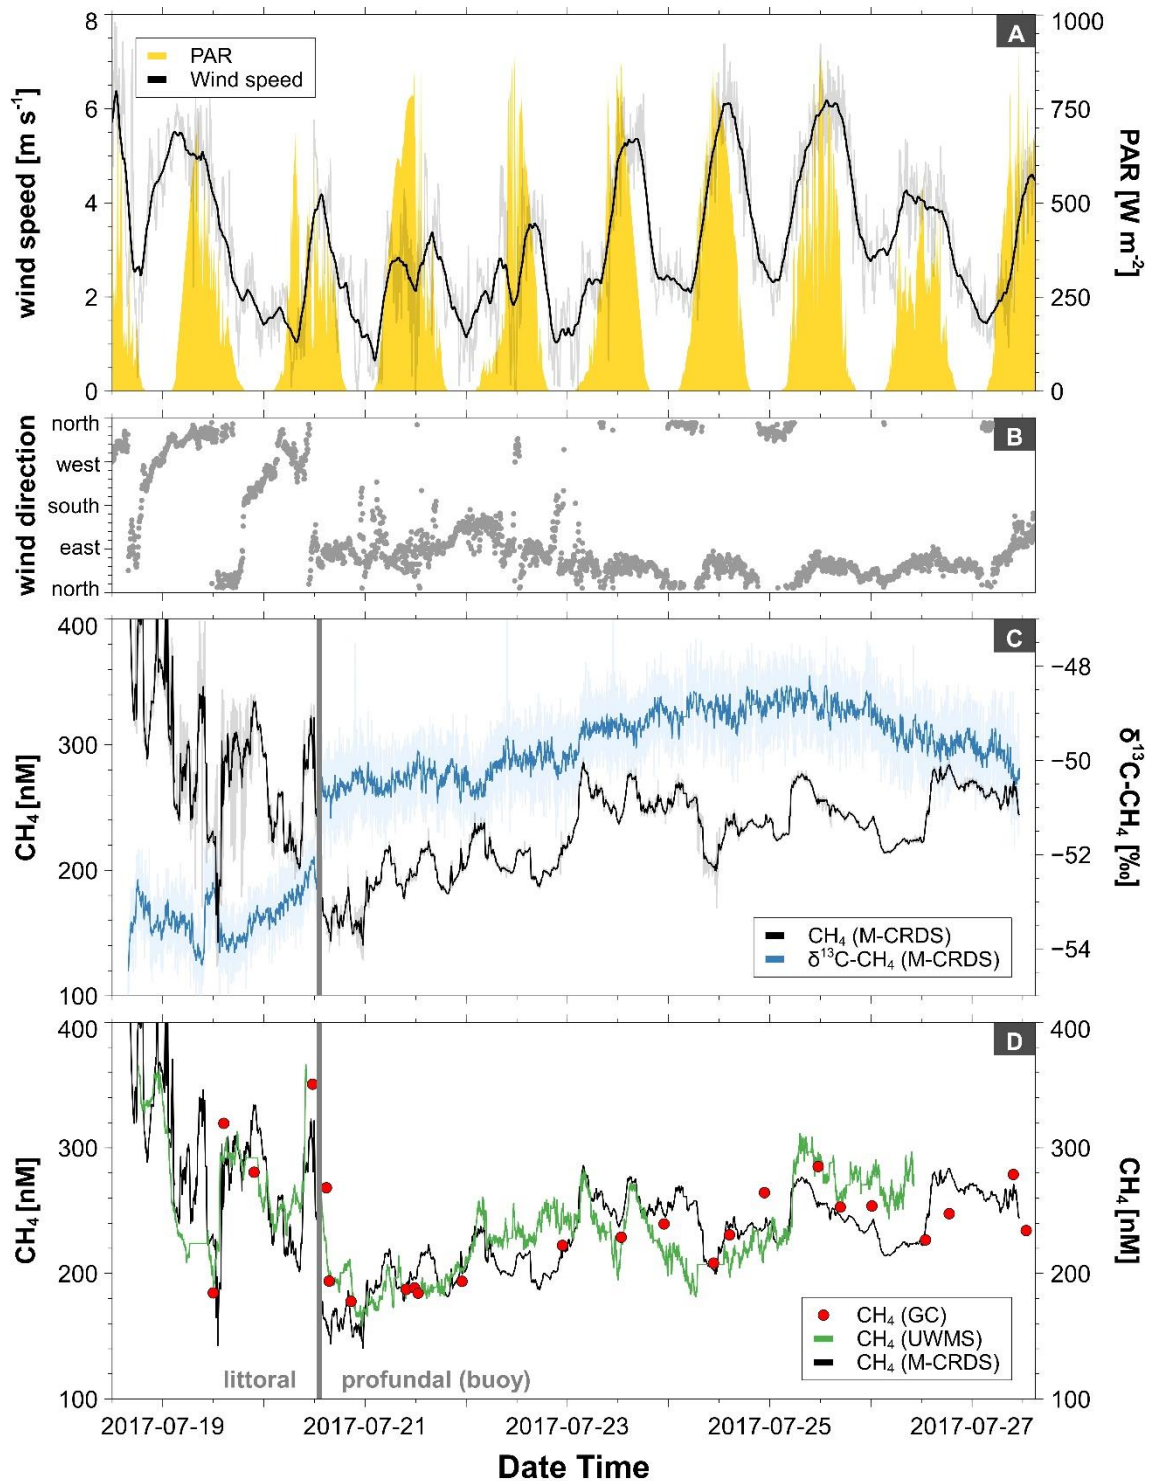 8
6
4
2
0
wind speed [m s⁻¹]
PAR
Wind speed
A
1000
750
500
250
0
PAR [W m⁻²]
north
west
south
east
north
wind direction
B
400
300
200
100
CH₄ [nM]
C
−48
−50
−52
−54
δ¹³C-CH₄ [‰]
CH₄ (M-CRDS)
δ¹³C-CH₄ (M-CRDS)
400
300
200
100
CH₄ [nM]
D
400
300
200
100
CH₄ [nM]
CH₄ (GC)
CH₄ (UWMS)
CH₄ (M-CRDS)
littoral
profundal (buoy)
2017-07-19 2017-07-21 2017-07-23 2017-07-25 2017-07-27
Date Time